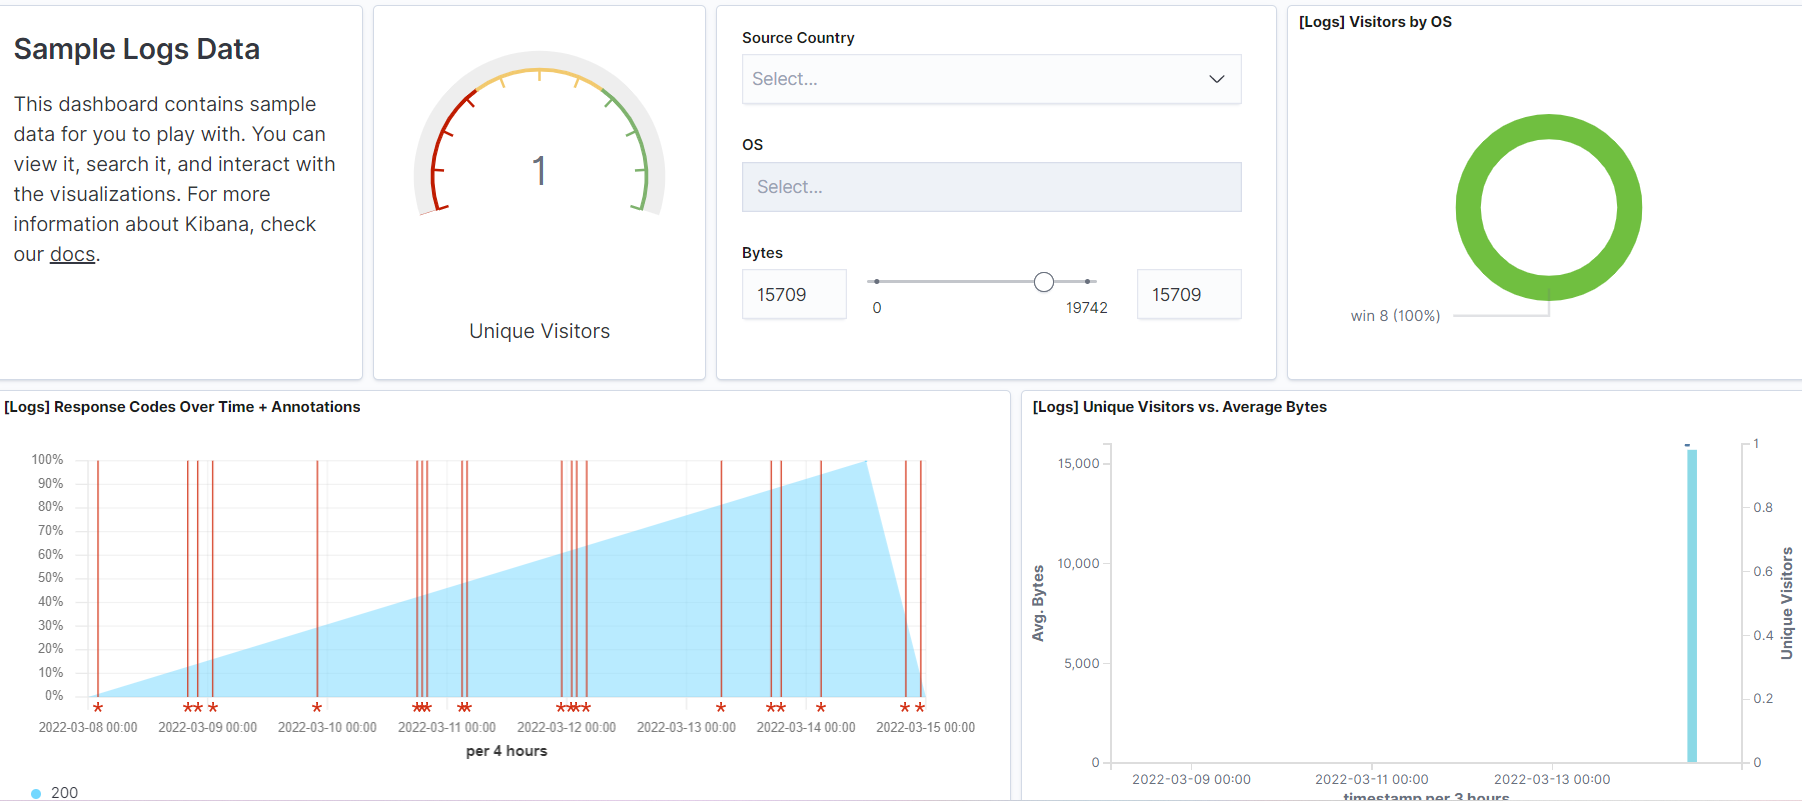 Sample Logs Data
This dashboard contains sample
data for you to play with. You can
view it, search it, and interact with
the visualizations. For more
information about Kibana, check
our docs.
1
Unique Visitors
Source Country
Select...
OS
Select...
Bytes
15709
0
19742
15709
[Logs] Visitors by OS
win 8 (100%)
[Logs] Response Codes Over Time + Annotations
100%
90%
80%
70%
60%
50%
40%
30%
20%
10%
0%
2022-03-08 00:00
2022-03-09 00:00
2022-03-10 00:00
2022-03-11 00:00
2022-03-12 00:00
2022-03-13 00:00
2022-03-14 00:00
2022-03-15 00:00
per 4 hours
200
[Logs] Unique Visitors vs. Average Bytes
Avg. Bytes
15,000
10,000
5,000
0
1
0.8
0.6
0.4
0.2
0
Unique Visitors
2022-03-09 00:00
2022-03-11 00:00
2022-03-13 00:00
timestamp per 3 hours